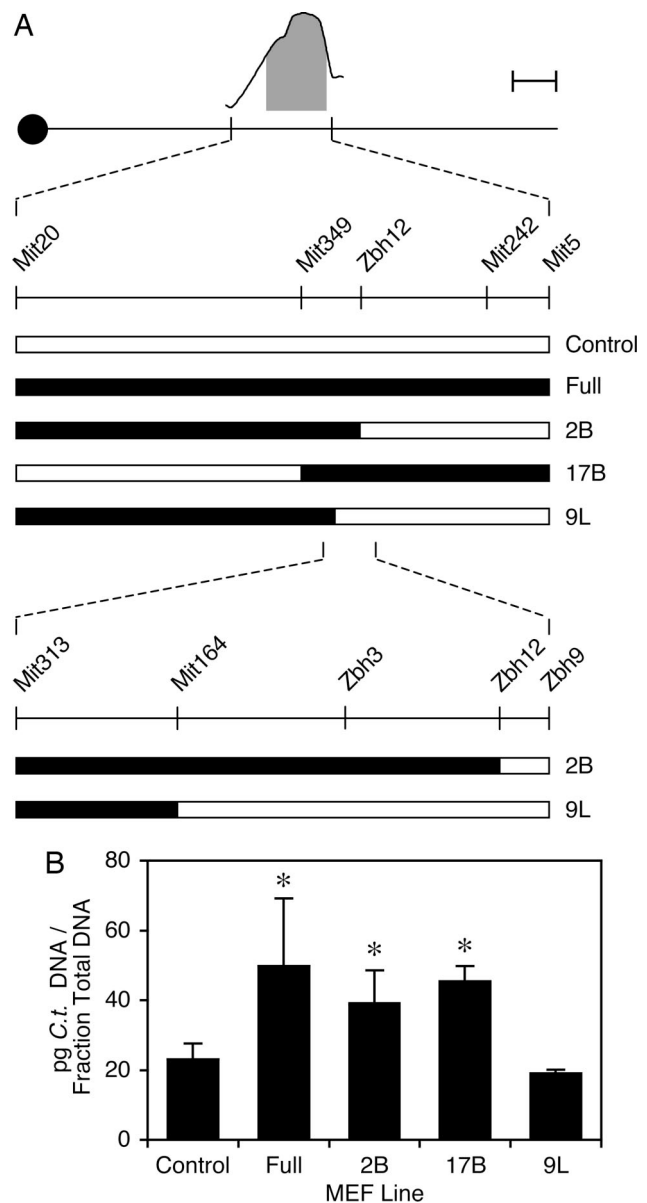 A
Mit20 Mit349 Zbh12 Mit242 Mit5
Control
Full
2B
17B
9L
Mit313 Mit164 Zbh3 Zbh12 Zbh9
2B
9L
B
pg C.t. DNA /
Fraction Total DNA
80
60
40
20
0
* * *
Control Full 2B 17B 9L
MEF Line